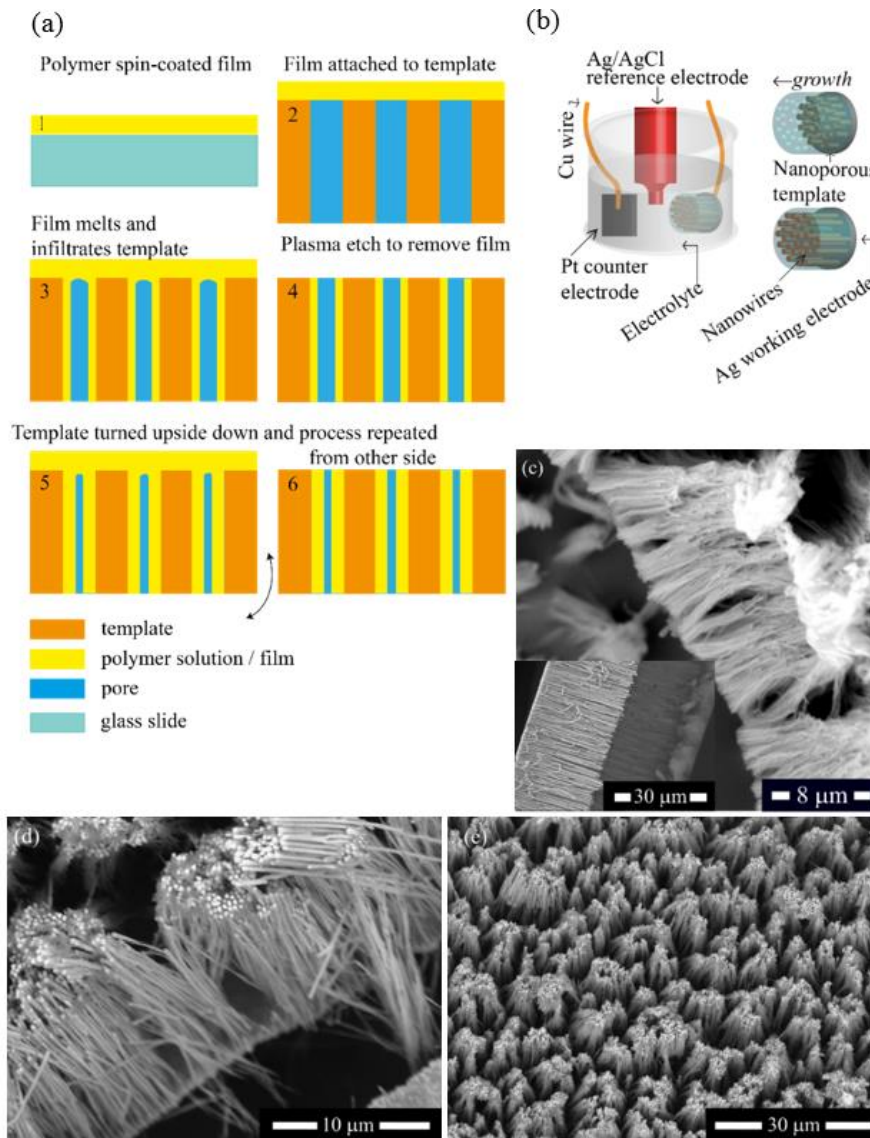 (a)
Polymer spin-coated film
1
Film attached to template
2
Film melts and
infiltrates template
3
Plasma etch to remove film
4
Template turned upside down and process repeated
from other side
5
6
template
polymer solution / film
pore
glass slide
(b)
Ag/AgCl
reference electrode
Cu wire
←growth
Nanoporous
template
Pt counter
electrode
Electrolyte
Nanowires
Ag working electrode
(c)
30 μm
8 μm
(d)
10 μm
(e)
30 μm